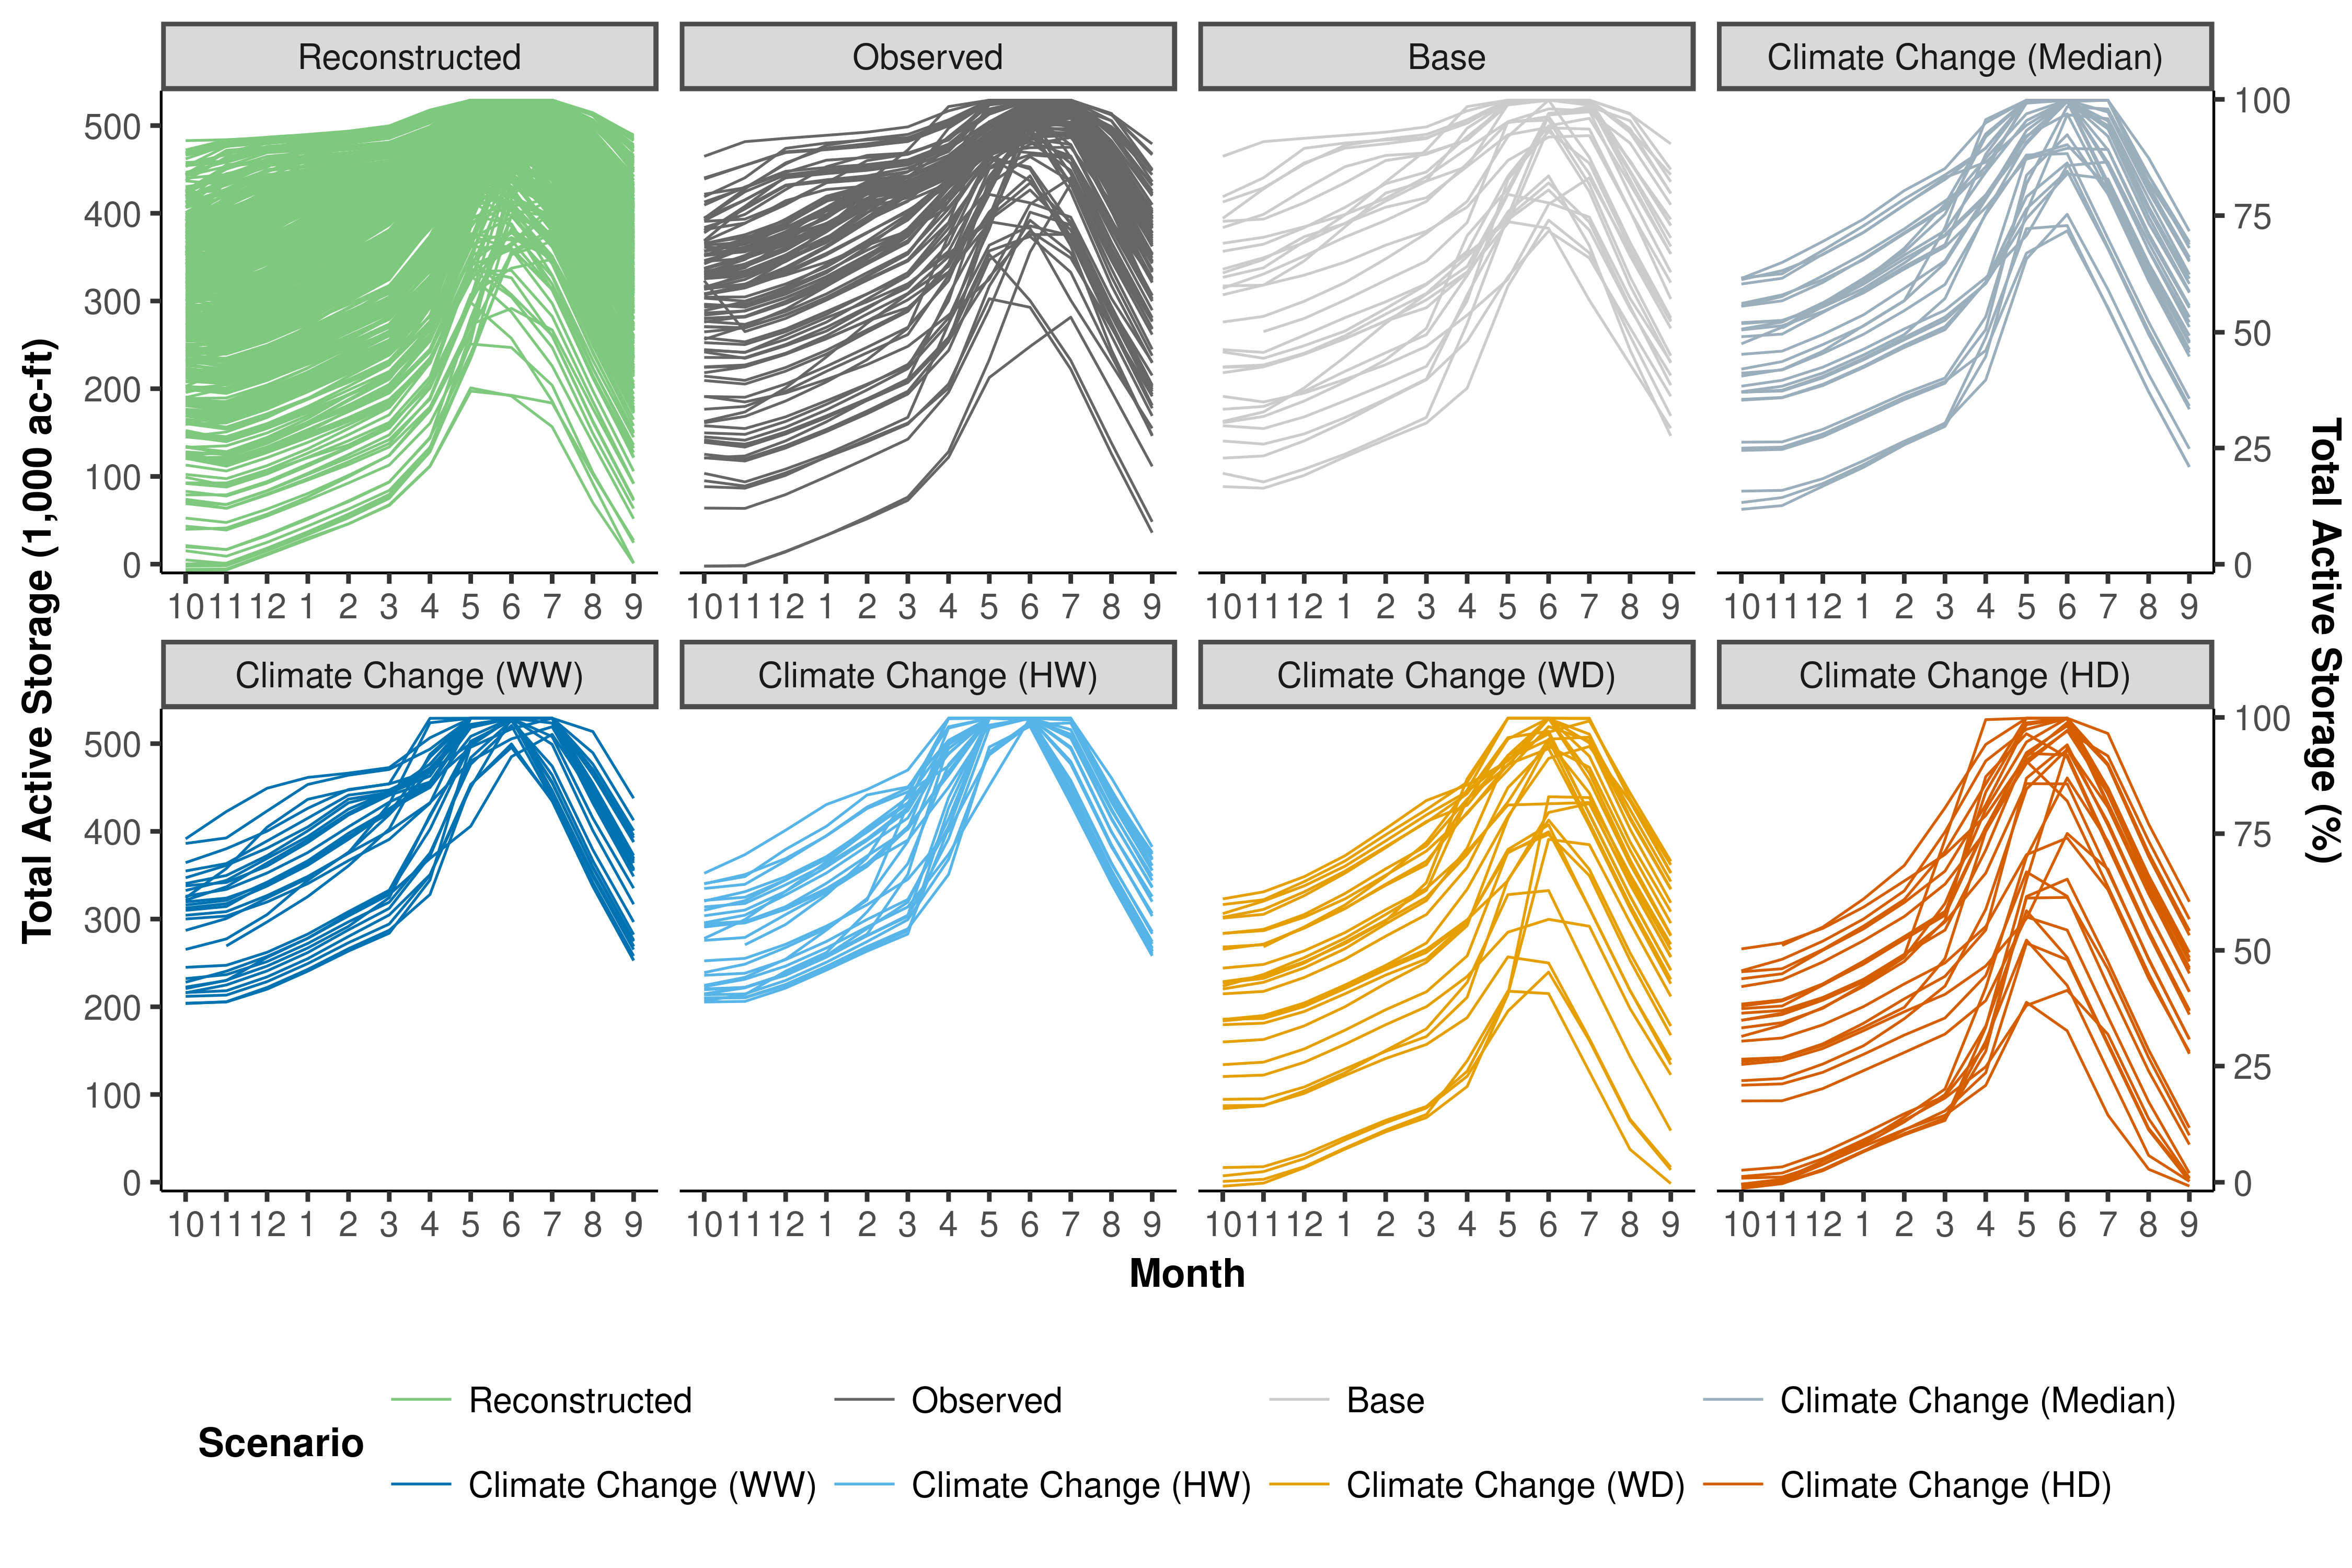 Reconstructed Observed Base Climate Change (Median)
Total Active Storage (1,000 ac-ft)
500
400
300
200
100
0
100
75
50
25
0
Total Active Storage (%)
10 11 12 1 2 3 4 5 6 7 8 9 10 11 12 1 2 3 4 5 6 7 8 9 10 11 12 1 2 3 4 5 6 7 8 9 10 11 12 1 2 3 4 5 6 7 8 9
Climate Change (WW) Climate Change (HW) Climate Change (WD) Climate Change (HD)
500
400
300
200
100
0
100
75
50
25
0
10 11 12 1 2 3 4 5 6 7 8 9 10 11 12 1 2 3 4 5 6 7 8 9 10 11 12 1 2 3 4 5 6 7 8 9 10 11 12 1 2 3 4 5 6 7 8 9
Month
Scenario
Reconstructed Observed Base Climate Change (Median)
Climate Change (WW) Climate Change (HW) Climate Change (WD) Climate Change (HD)